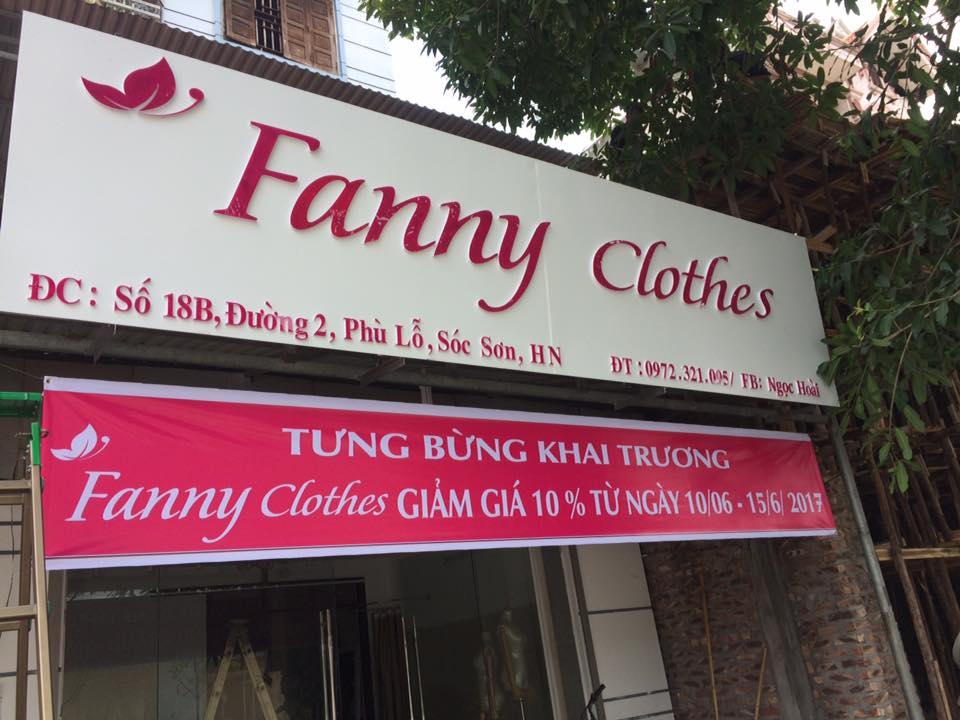 Fanny Clothes
ĐC : Số 18B, Đường 2, Phù Lỗ, Sóc Sơn, HN
ĐT : 0972.321.095/ FB: Ngọc Hoài
TƯNG BỪNG KHAI TRƯƠNG
Fanny Clothes GIẢM GIÁ 10 % TỪ NGÀY 10/06 - 15/6/ 2017